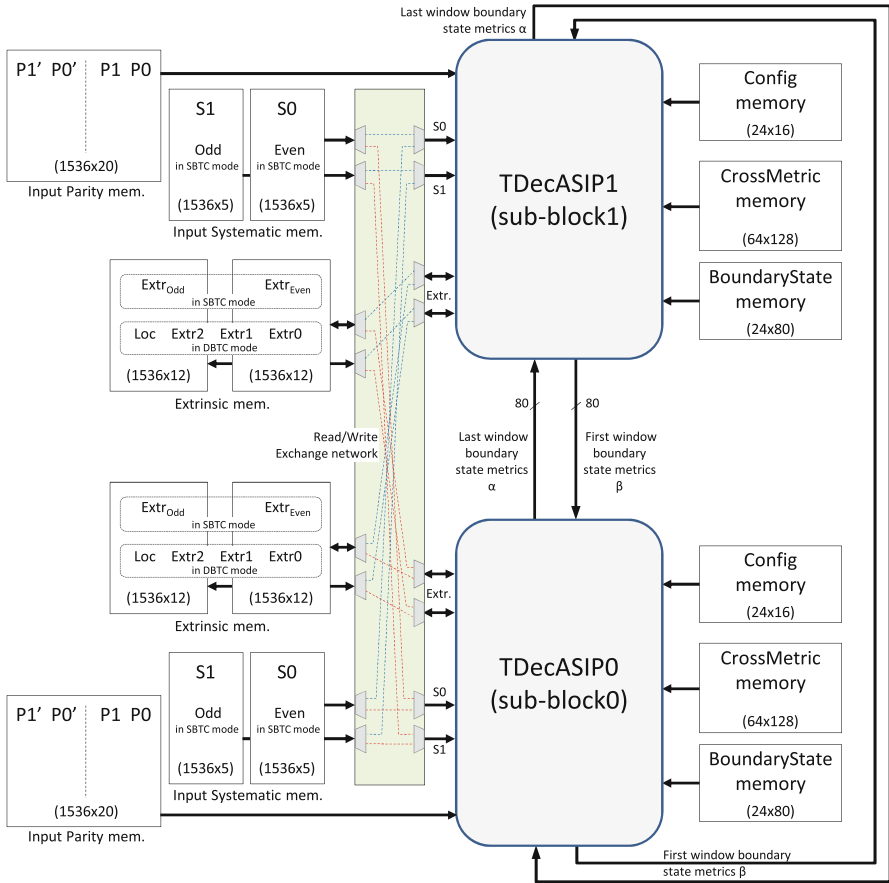 Last window boundary
state metrics α
P1’ P0’ P1 P0
(1536x20)
Input Parity mem.
S1
Odd
in SBTC mode
(1536x5)
S0
Even
in SBTC mode
(1536x5)
Input Systematic mem.
S0
S1
Extr.
TDecASIP1
(sub-block1)
Config
memory
(24x16)
CrossMetric
memory
(64x128)
BoundaryState
memory
(24x80)
Extr_Odd Extr_Even
in SBTC mode
Loc Extr2 Extr1 Extr0
in DBTC mode
(1536x12) (1536x12)
Extrinsic mem.
Read/Write
Exchange network
80
80
Last window
boundary
state metrics
α
First window
boundary
state metrics
β
Extr_Odd Extr_Even
in SBTC mode
Loc Extr2 Extr1 Extr0
in DBTC mode
(1536x12) (1536x12)
Extrinsic mem.
Extr.
S0
S1
TDecASIP0
(sub-block0)
Config
memory
(24x16)
CrossMetric
memory
(64x128)
BoundaryState
memory
(24x80)
S1
Odd
in SBTC mode
(1536x5)
S0
Even
in SBTC mode
(1536x5)
Input Systematic mem.
P1’ P0’ P1 P0
(1536x20)
Input Parity mem.
First window boundary
state metrics β